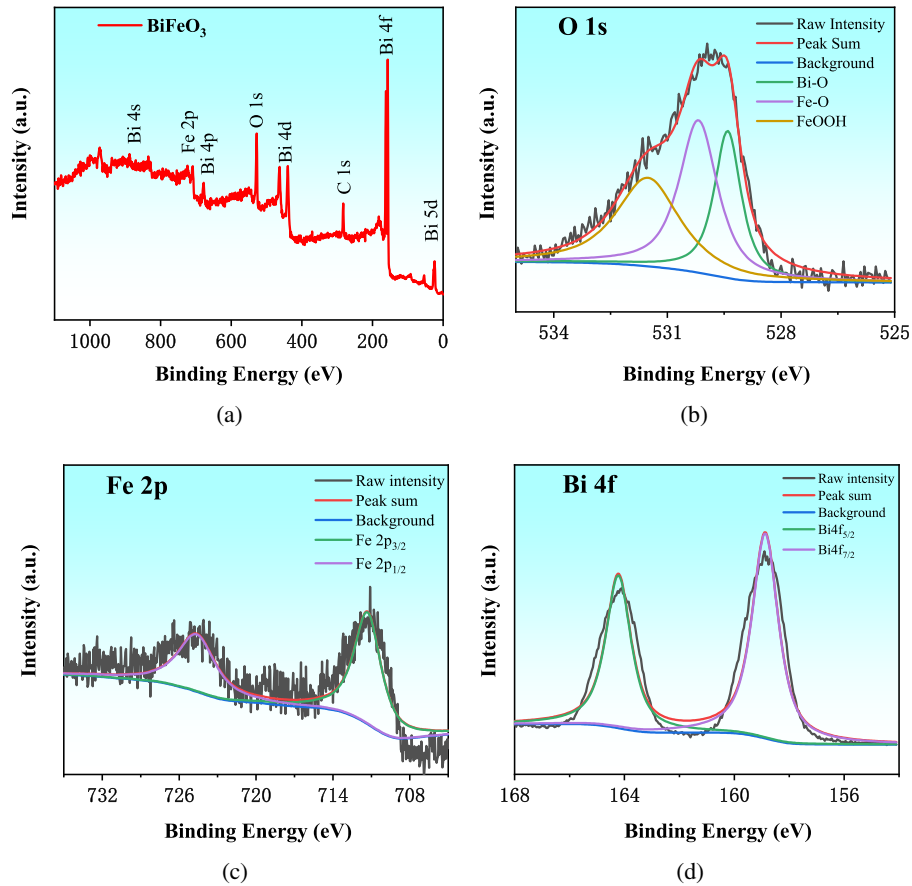 BiFeO₃
Bi 4s
Fe 2p
Bi 4p
O 1s
Bi 4d
C 1s
Bi 4f
Bi 5d
Intensity (a.u.)
1000 800 600 400 200 0
Binding Energy (eV)
(a)
O 1s
Raw Intensity
Peak Sum
Background
Bi-O
Fe-O
FeOOH
Intensity (a.u.)
534 531 528 525
Binding Energy (eV)
(b)
Fe 2p
Raw intensity
Peak sum
Background
Fe 2p₃/₂
Fe 2p₁/₂
Intensity (a.u.)
732 726 720 714 708
Binding Energy (eV)
(c)
Bi 4f
Raw intensity
Peak sum
Background
Bi4f₅/₂
Bi4f₇/₂
Intensity (a.u.)
168 164 160 156
Binding Energy (eV)
(d)